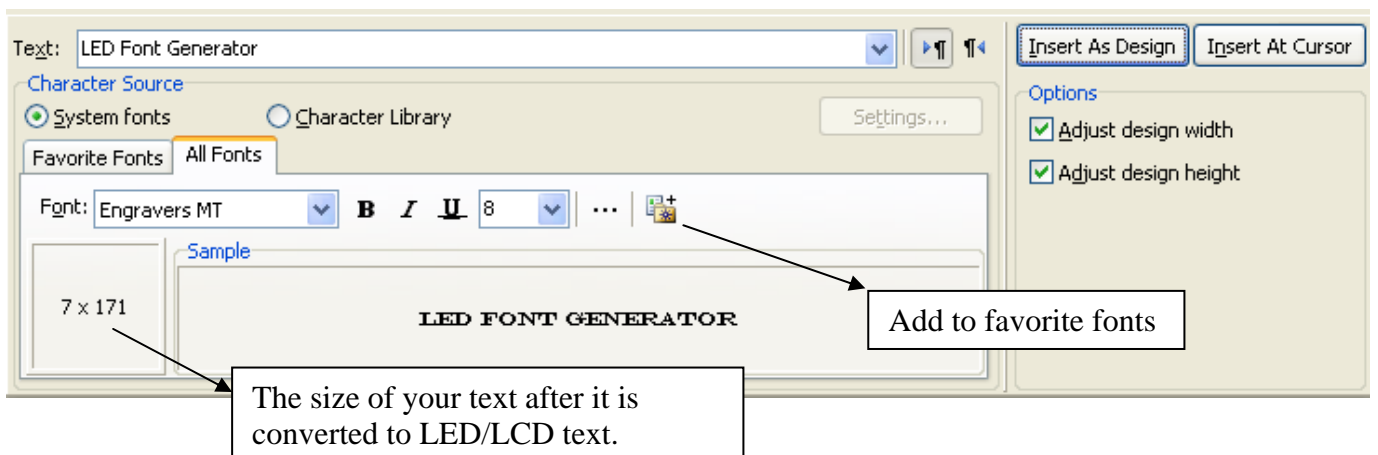 Text: LED Font Generator ¶ ¶ Insert As Design Insert At Cursor
Character Source
Options
System fonts Character Library Settings...
Adjust design width
Favorite Fonts All Fonts
Adjust design height
Font: Engravers MT B I U 8 ...
Sample
7 x 171
LED FONT GENERATOR
Add to favorite fonts
The size of your text after it is
converted to LED/LCD text.